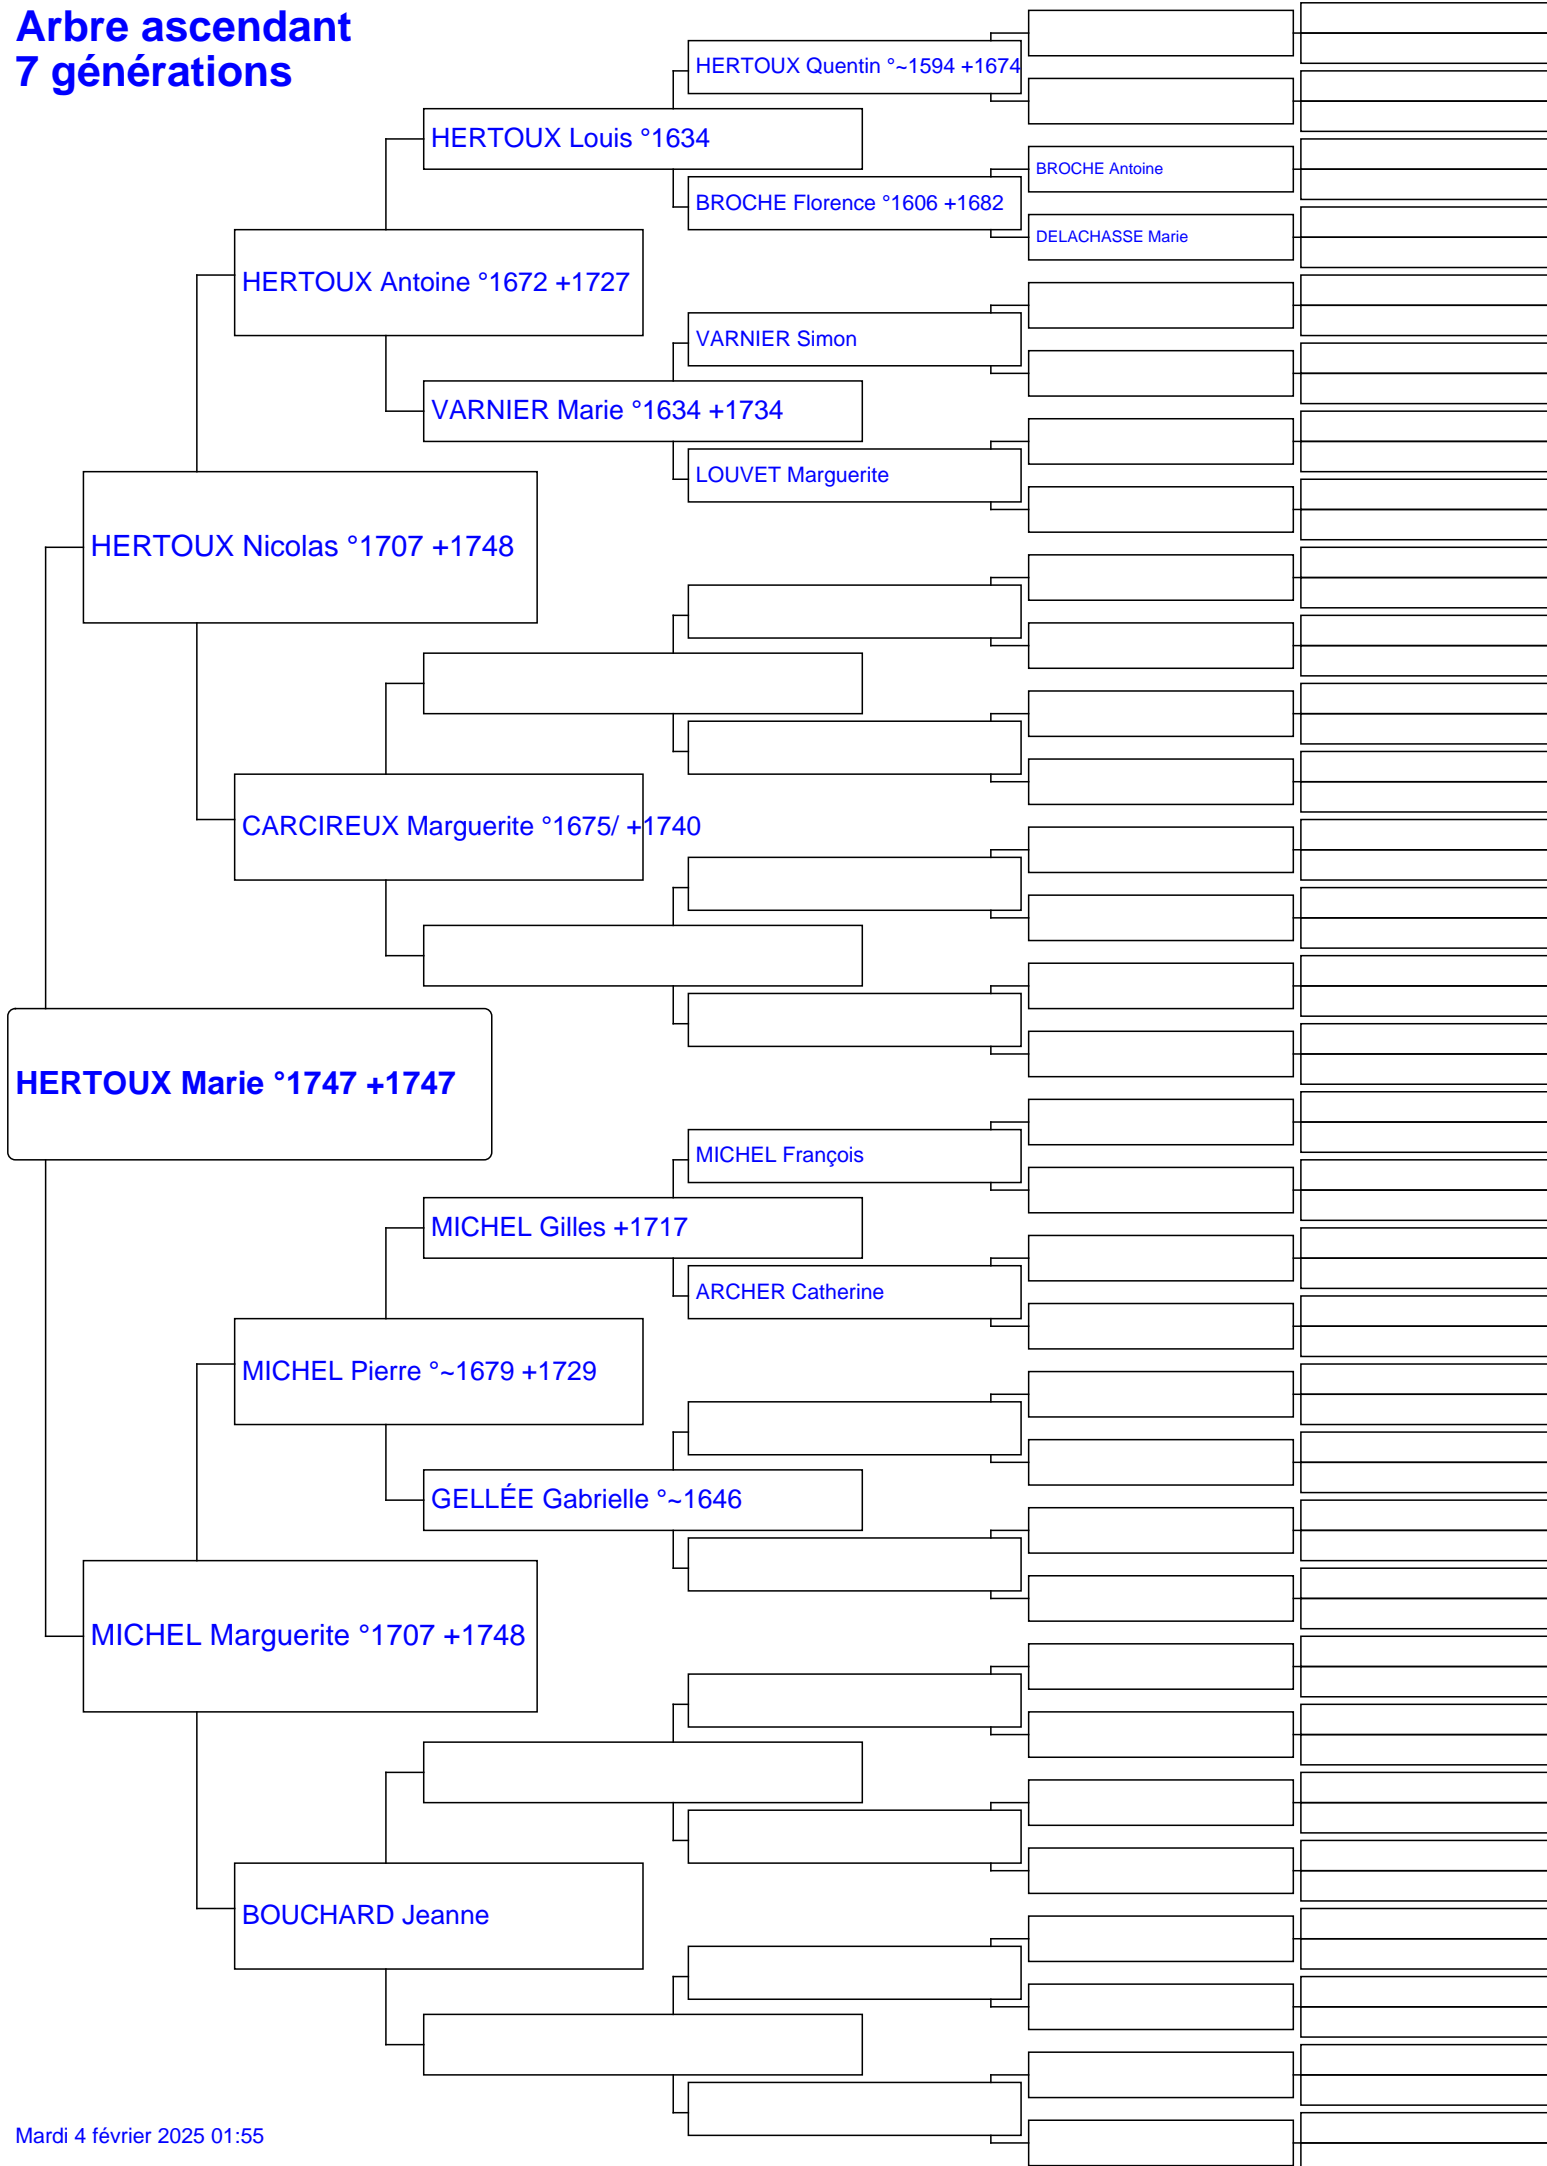 Arbre ascendant
7 générations
HERTOUX Quentin °~1594 +1674
HERTOUX Louis °1634
BROCHE Antoine
BROCHE Florence °1606 +1682
DELACHASSE Marie
HERTOUX Antoine °1672 +1727
VARNIER Simon
VARNIER Marie °1634 +1734
LOUVET Marguerite
HERTOUX Nicolas °1707 +1748
CARCIREUX Marguerite °1675/ +1740
HERTOUX Marie °1747 +1747
MICHEL François
MICHEL Gilles +1717
ARCHER Catherine
MICHEL Pierre °~1679 +1729
GELLÉE Gabrielle °~1646
MICHEL Marguerite °1707 +1748
BOUCHARD Jeanne
Mardi 4 février 2025 01:55